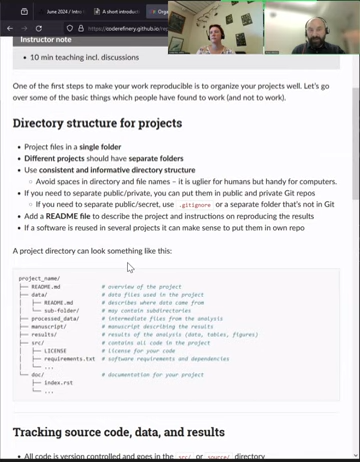 June 2024 / Intro
A short introduct
Orga
https://coderefinery.github.io/re
Instructor note
• 10 min teaching incl. discussions
One of the first steps to make your work reproducible is to organize your projects well. Let's go
over some of the basic things which people have found to work (and not to work).
Directory structure for projects
• Project files in a single folder
• Different projects should have separate folders
• Use consistent and informative directory structure
◦ Avoid spaces in directory and file names – it is uglier for humans but handy for computers.
• If you need to separate public/private, you can put them in public and private Git repos
◦ If you need to separate public/secret, use .gitignore or a separate folder that's not in Git
• Add a README file to describe the project and instructions on reproducing the results
• If a software is reused in several projects it can make sense to put them in own repo
A project directory can look something like this:
project_name/
├── README.md # overview of the project
├── data/ # data files used in the project
│ ├── README.md # describes where data came from
│ └── sub-folder/ # may contain subdirectories
├── processed_data/ # intermediate files from the analysis
├── manuscript/ # manuscript describing the results
├── results/ # results of the analysis (data, tables, figures)
├── src/ # contains all code in the project
│ ├── LICENSE # license for your code
│ ├── requirements.txt # software requirements and dependencies
│ └── ...
└── doc/ # documentation for your project
├── index.rst
└── ...
Tracking source code, data, and results
• All code is version controlled and goes in the src/ or source/ directory